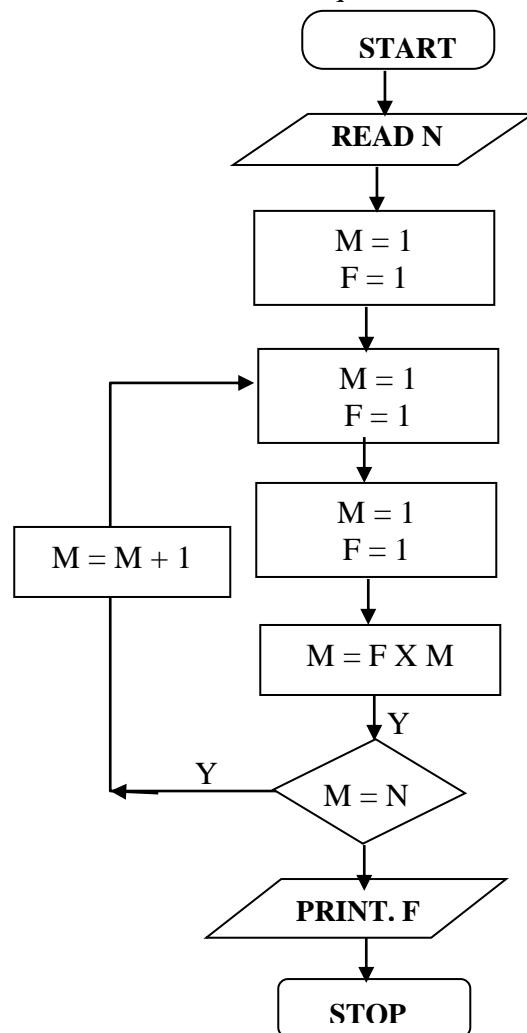 START
READ N
M = 1
F = 1
M = 1
F = 1
M = 1
F = 1
M = M + 1
M = F X M
Y
Y
M = N
PRINT. F
STOP